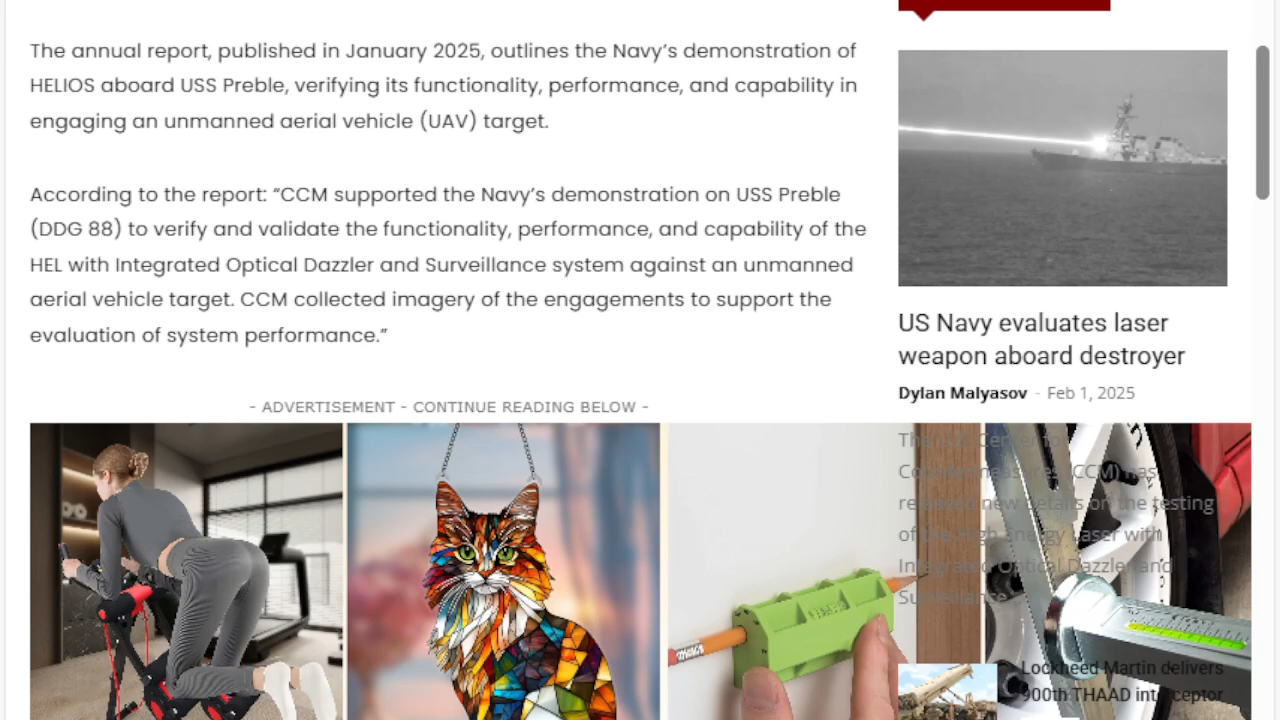 The annual report, published in January 2025, outlines the Navy’s demonstration of
HELIOS aboard USS Preble, verifying its functionality, performance, and capability in
engaging an unmanned aerial vehicle (UAV) target.
According to the report: “CCM supported the Navy’s demonstration on USS Preble
(DDG 88) to verify and validate the functionality, performance, and capability of the
HEL with Integrated Optical Dazzler and Surveillance system against an unmanned
aerial vehicle target. CCM collected imagery of the engagements to support the
evaluation of system performance.”
- ADVERTISEMENT - CONTINUE READING BELOW -
US Navy evaluates laser
weapon aboard destroyer
Dylan Malyasov - Feb 1, 2025
The U.S. Center for
Countermeasures (CCM) has
released new details on the testing
of the High Energy Laser with
Integrated Optical Dazzler and
Surveillance
Lockheed Martin delivers
900th THAAD interceptor